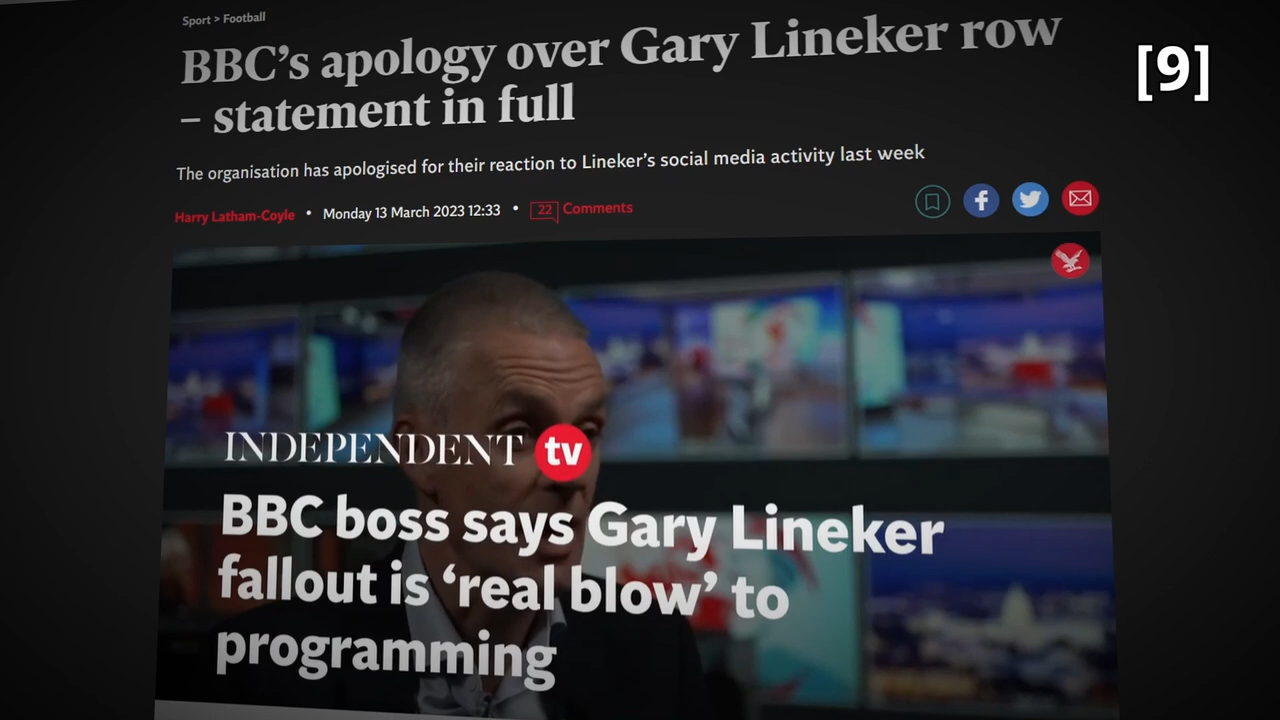 Sport > Football
BBC’s apology over Gary Lineker row
– statement in full
[9]
The organisation has apologised for their reaction to Lineker’s social media activity last week
Harry Latham-Coyle • Monday 13 March 2023 12:33 • 22 Comments
INDEPENDENT tv
BBC boss says Gary Lineker
fallout is ‘real blow’ to
programming